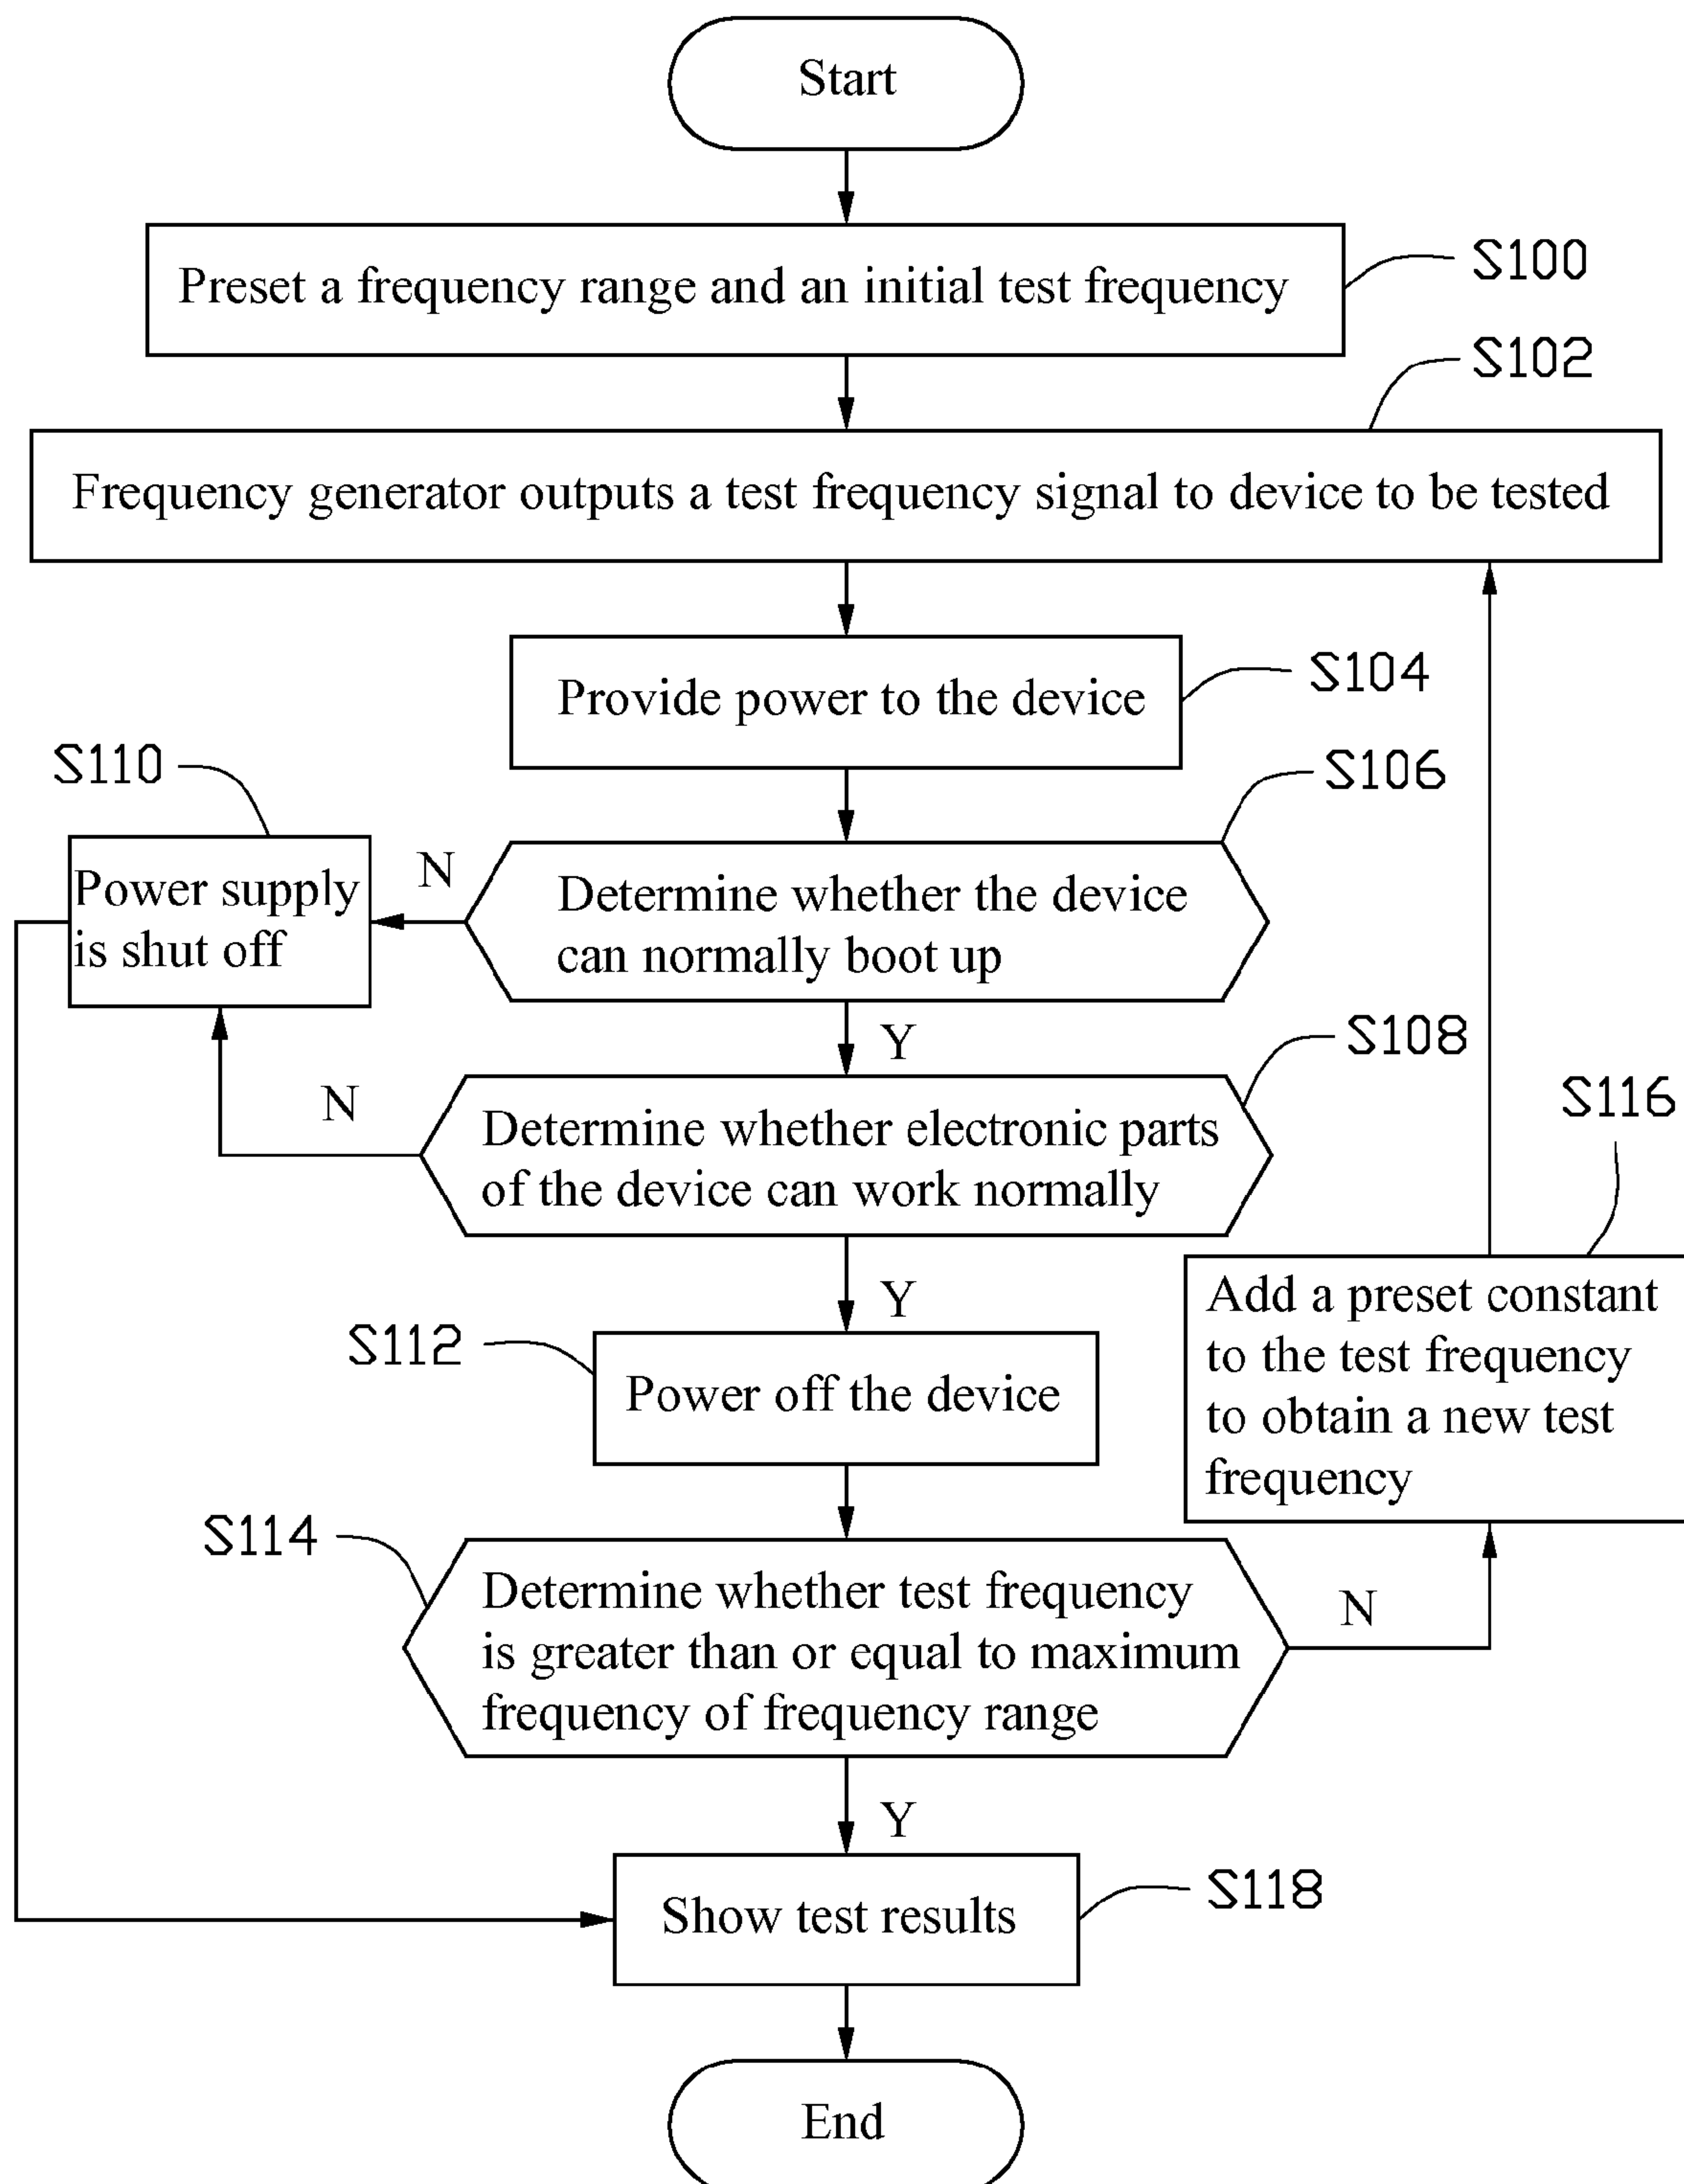 Start
Preset a frequency range and an initial test frequency
S100
S102
Frequency generator outputs a test frequency signal to device to be tested
Provide power to the device
S104
S110
S106
Power supply
is shut off
N
Determine whether the device
can normally boot up
Y
S108
N
Determine whether electronic parts
of the device can work normally
S116
Y
Add a preset constant
to the test frequency
to obtain a new test
frequency
S112
Power off the device
S114
Determine whether test frequency
is greater than or equal to maximum
frequency of frequency range
N
Y
Show test results
S118
End